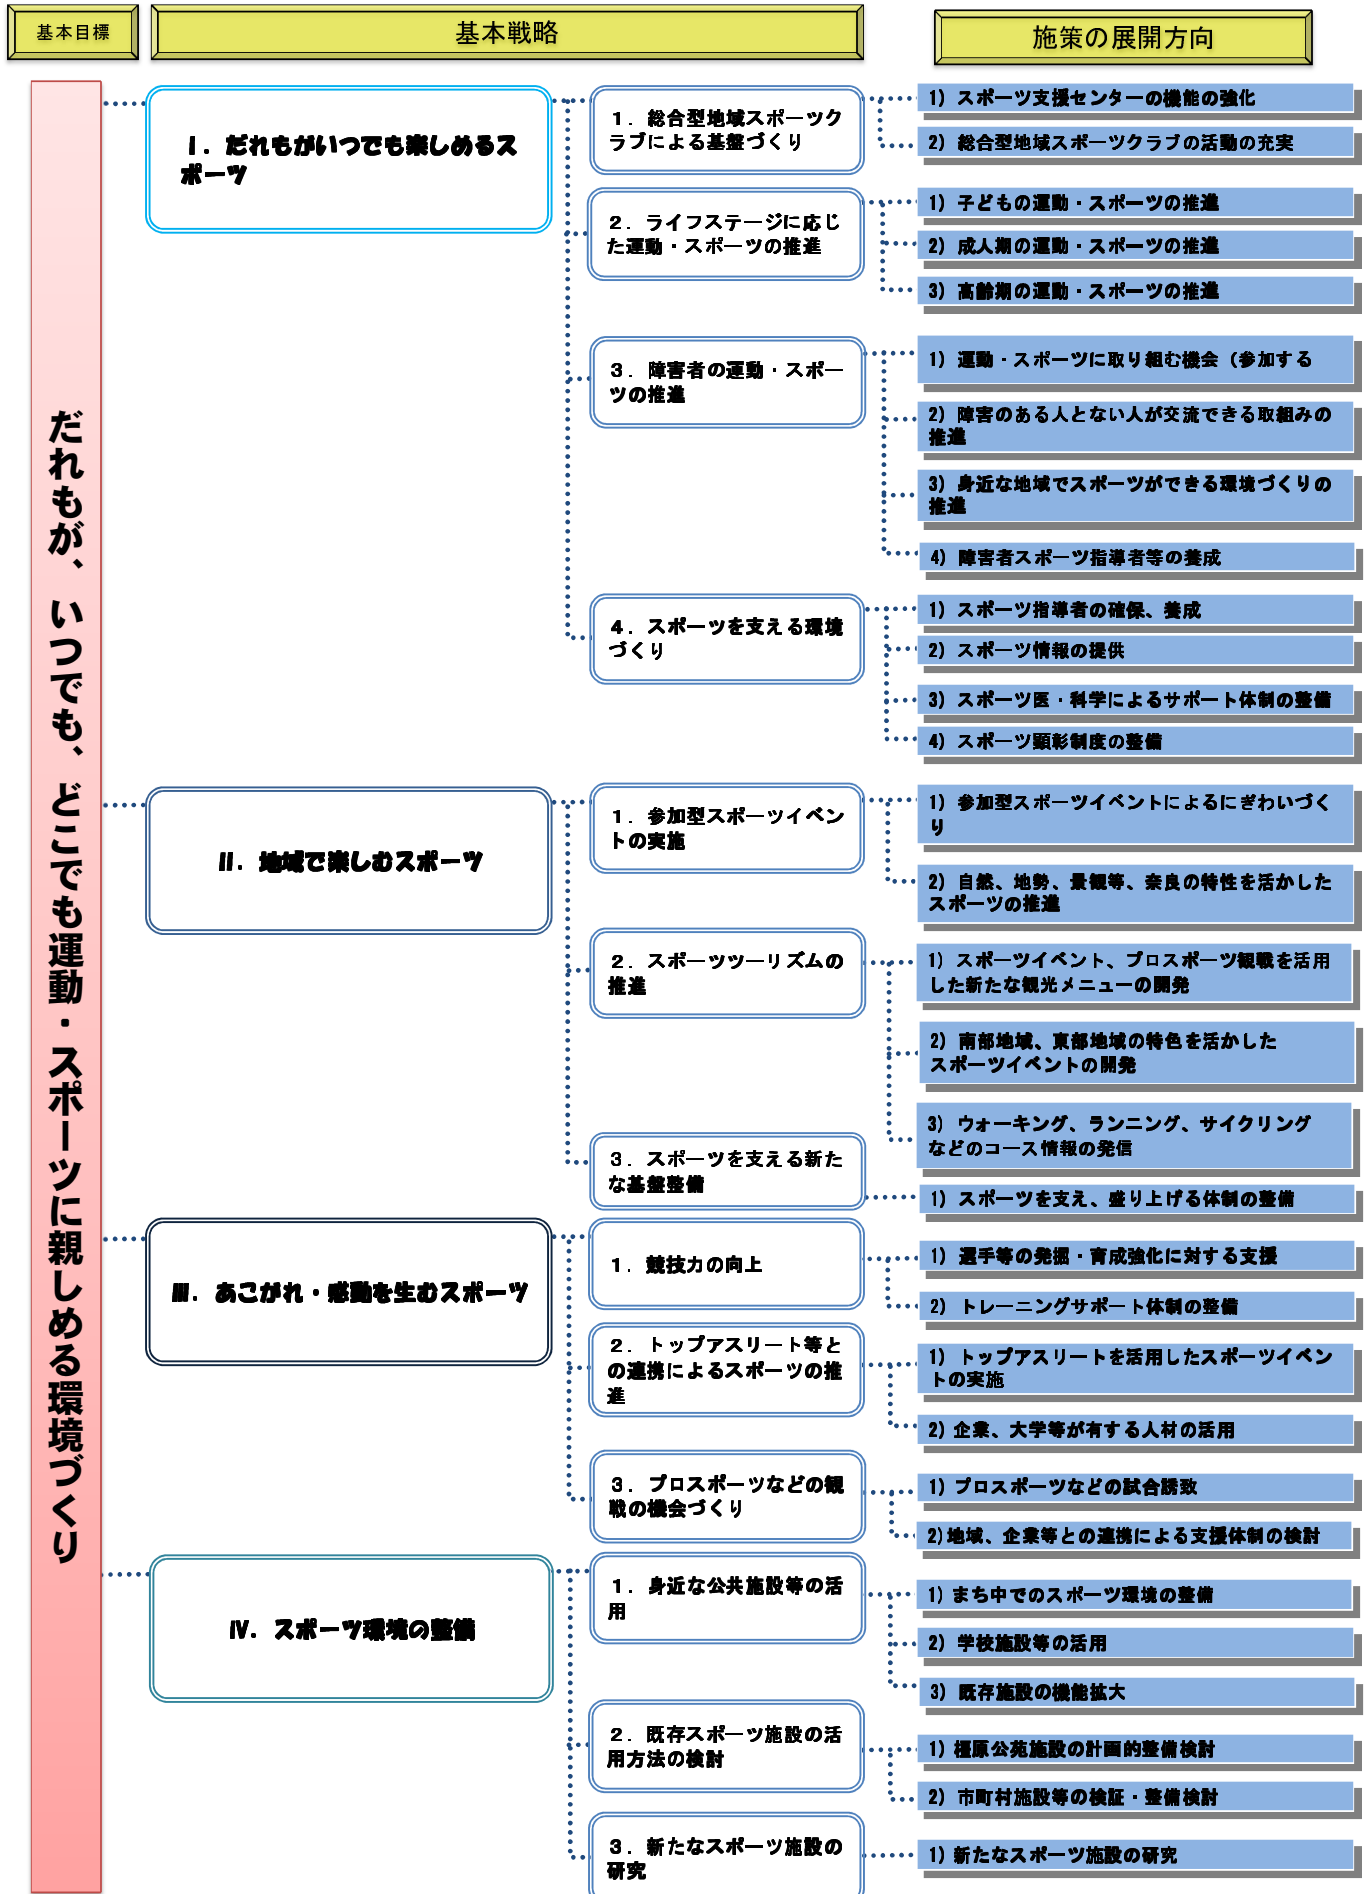 基本目標
基本戦略
施策の展開方向
だれもが、いつでも、どこでも運動・スポーツに親しめる環境づくり
Ⅰ．だれもがいつでも楽しめるス
ポーツ
1．総合型地域スポーツク
ラブによる基盤づくり
1）スポーツ支援センターの機能の強化
2）総合型地域スポーツクラブの活動の充実
2．ライフステージに応じ
た運動・スポーツの推進
1）子どもの運動・スポーツの推進
2）成人期の運動・スポーツの推進
3）高齢期の運動・スポーツの推進
3．障害者の運動・スポー
ツの推進
1）運動・スポーツに取り組む機会（参加する
2）障害のある人とない人が交流できる取組みの
推進
3）身近な地域でスポーツができる環境づくりの
推進
4）障害者スポーツ指導者等の養成
4．スポーツを支える環境
づくり
1）スポーツ指導者の確保、養成
2）スポーツ情報の提供
3）スポーツ医・科学によるサポート体制の整備
4）スポーツ顕彰制度の整備
Ⅱ．地域で楽しむスポーツ
1．参加型スポーツイベン
トの実施
1）参加型スポーツイベントによるにぎわいづく
り
2）自然、地勢、景観等、奈良の特性を活かした
スポーツの推進
2．スポーツツーリズムの
推進
1）スポーツイベント、プロスポーツ観戦を活用
した新たな観光メニューの開発
2）南部地域、東部地域の特色を活かした
スポーツイベントの開発
3）ウォーキング、ランニング、サイクリング
などのコース情報の発信
3．スポーツを支える新た
な基盤整備
1）スポーツを支え、盛り上げる体制の整備
Ⅲ．あこがれ・感動を生むスポーツ
1．競技力の向上
1）選手等の発掘・育成強化に対する支援
2）トレーニングサポート体制の整備
2．トップアスリート等と
の連携によるスポーツの推
進
1）トップアスリートを活用したスポーツイベン
トの実施
2）企業、大学等が有する人材の活用
3．プロスポーツなどの観
戦の機会づくり
1）プロスポーツなどの試合誘致
2)地域、企業等との連携による支援体制の検討
Ⅳ．スポーツ環境の整備
1．身近な公共施設等の活
用
1）まち中でのスポーツ環境の整備
2）学校施設等の活用
3）既存施設の機能拡大
2．既存スポーツ施設の活
用方法の検討
1）橿原公苑施設の計画的整備検討
2）市町村施設等の検証・整備検討
3．新たなスポーツ施設の
研究
1）新たなスポーツ施設の研究